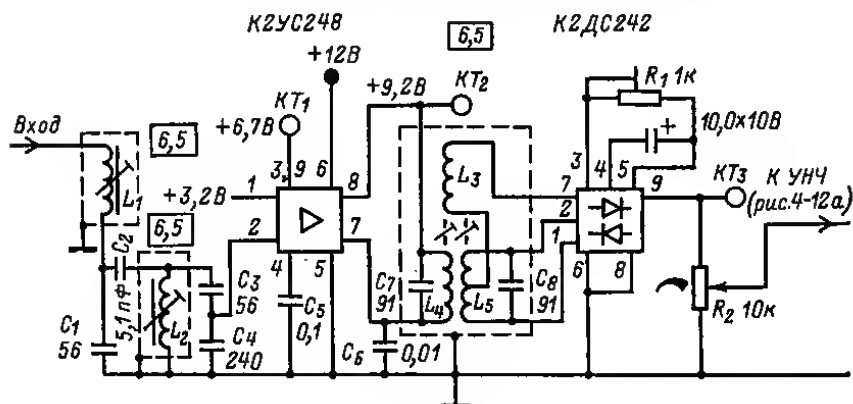 К2УС248
К2ДС242
+12В
6,5
+9,2В
КТ2
R1 1к
КТ1
+6,7В
10,0×10В
Вход
6,5
3, 9
6
8
3
4
5
9
КТ3
К УНЧ
(рис.4-12а)
L1
+3,2В
1
L3
7
2
1
6,5
2
7
C2
5,1 пф
L2
C3
56
4
5
C7
91
L4
L5
C8
91
6
8
R2 10к
C1
56
C4
240
C5
0,1
C6
0,01